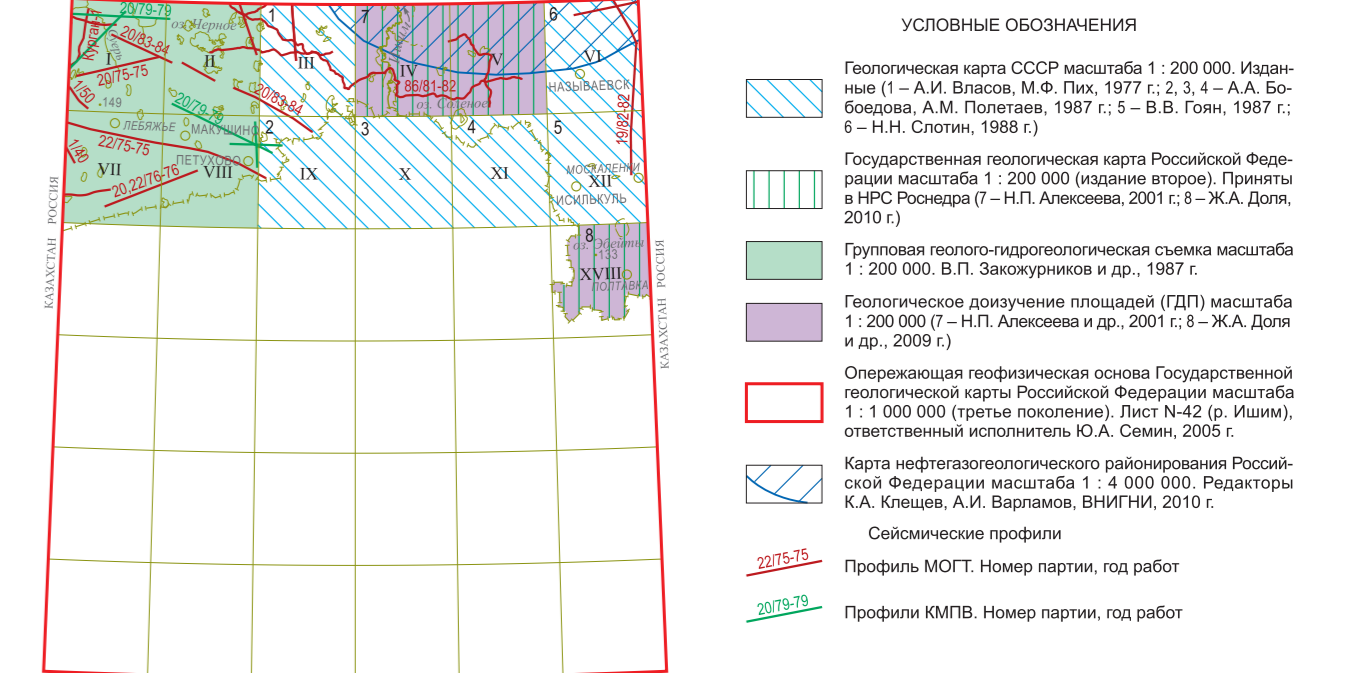 20/79-79
оз. Черное
1
7
6
Курган-1
20/83-84
I
II
III
IV
V
VI
20/75-75
86/81-82
оз. Соленое
НАЗЫВАЕВСК
1/50
149
20/79
20/83-84
19/82-82
ЛЕБЯЖЬЕ
МАКУШИНО
2
3
4
5
1/40
22/75-75
ПЕТУХОВО
МОСКАЛЕНКИ
VII
VIII
IX
X
XI
XII
20,22/76-76
ИСИЛЬКУЛЬ
КАЗАХСТАН РОССИЯ
8
оз. Эбейты
133
XVIII
ПОЛТАВКА
КАЗАХСТАН РОССИЯ
УСЛОВНЫЕ ОБОЗНАЧЕНИЯ
Геологическая карта СССР масштаба 1 : 200 000. Издан-
ные (1 – А.И. Власов, М.Ф. Пих, 1977 г.; 2, 3, 4 – А.А. Бо-
боедова, А.М. Полетаев, 1987 г.; 5 – В.В. Гоян, 1987 г.;
6 – Н.Н. Слотин, 1988 г.)
Государственная геологическая карта Российской Феде-
рации масштаба 1 : 200 000 (издание второе). Приняты
в НРС Роснедра (7 – Н.П. Алексеева, 2001 г.; 8 – Ж.А. Доля,
2010 г.)
Групповая геолого-гидрогеологическая съемка масштаба
1 : 200 000. В.П. Закожурников и др., 1987 г.
Геологическое доизучение площадей (ГДП) масштаба
1 : 200 000 (7 – Н.П. Алексеева и др., 2001 г.; 8 – Ж.А. Доля
и др., 2009 г.)
Опережающая геофизическая основа Государственной
геологической карты Российской Федерации масштаба
1 : 1 000 000 (третье поколение). Лист N-42 (р. Ишим),
ответственный исполнитель Ю.А. Семин, 2005 г.
Карта нефтегазогеологического районирования Россий-
ской Федерации масштаба 1 : 4 000 000. Редакторы
К.А. Клещев, А.И. Варламов, ВНИГНИ, 2010 г.
Сейсмические профили
22/75-75
Профиль МОГТ. Номер партии, год работ
20/79-79
Профили КМПВ. Номер партии, год работ